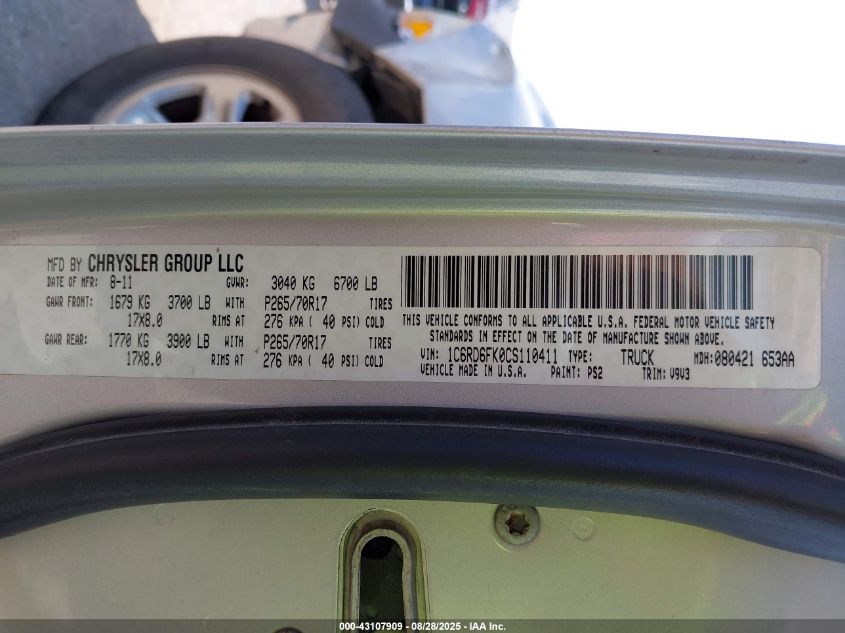 MFD BY CHRYSLER GROUP LLC
DATE OF MFR: 8-11 GVWR: 3040 KG 6700 LB
GAWR FRONT: 1679 KG 3700 LB WITH P265/70R17 TIRES
17X8.0 RIMS AT 276 KPA ( 40 PSI) COLD
GAWR REAR: 1770 KG 3900 LB WITH P265/70R17 TIRES
17X8.0 RIMS AT 276 KPA ( 40 PSI) COLD
THIS VEHICLE CONFORMS TO ALL APPLICABLE U.S.A. FEDERAL MOTOR VEHICLE SAFETY
STANDARDS IN EFFECT ON THE DATE OF MANUFACTURE SHOWN ABOVE.
VIN: 1C6RD6FK0CS110411 TYPE: TRUCK MDH:080421 653AA
VEHICLE MADE IN U.S.A. PAINT: PS2 TRIM: V9V3
000-43107909 - 08/28/2025 - IAA Inc.